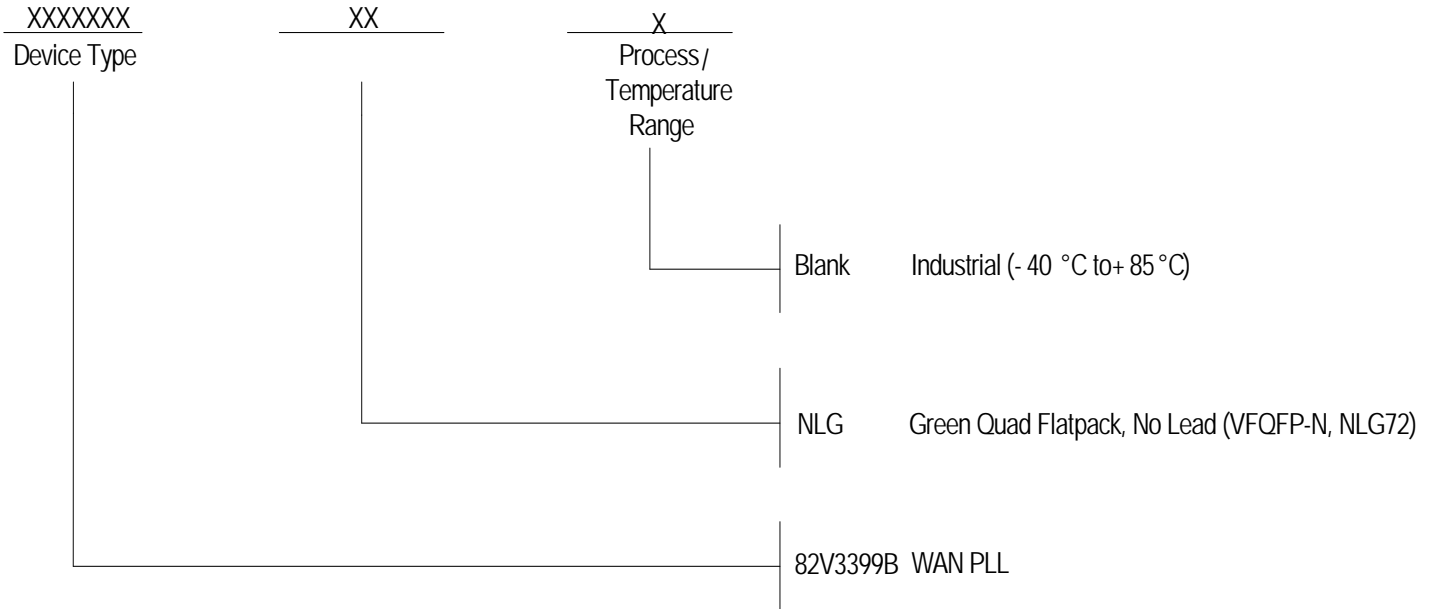 XXXXXXX XX X
Device Type Process/
Temperature
Range
Blank Industrial (- 40 °C to+ 85 °C)
NLG Green Quad Flatpack, No Lead (VFQFP-N, NLG72)
82V3399B WAN PLL